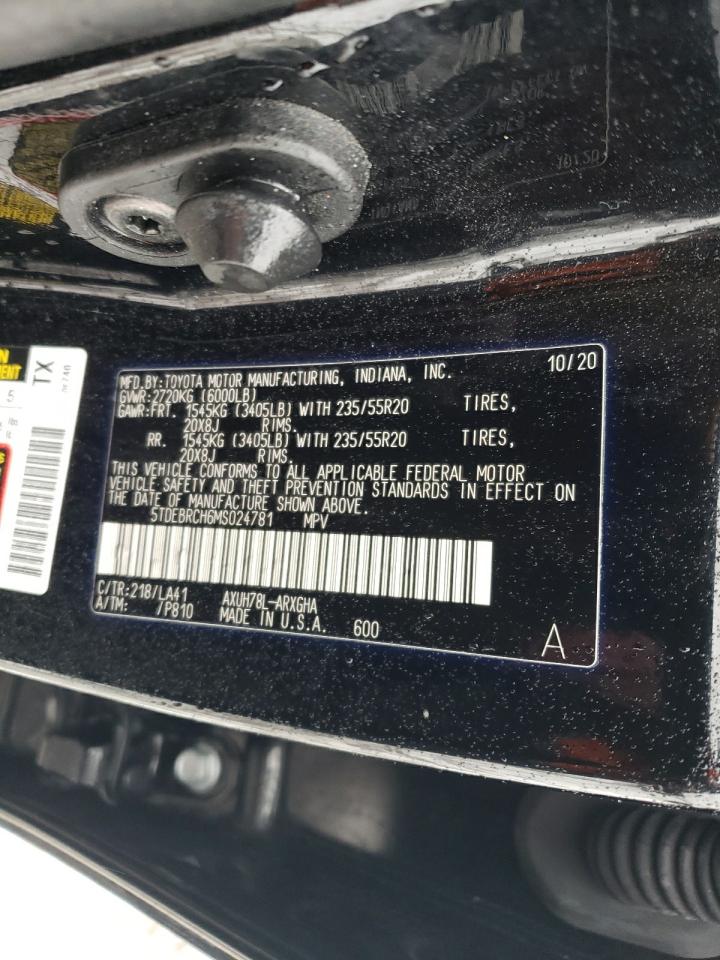 MFD.BY:TOYOTA MOTOR MANUFACTURING, INDIANA, INC. 10/20
GVWR:2720KG (6000LB)
GAWR:FRT. 1545KG (3405LB) WITH 235/55R20 TIRES,
20X8J RIMS.
RR. 1545KG (3405LB) WITH 235/55R20 TIRES,
20X8J RIMS.
THIS VEHICLE CONFORMS TO ALL APPLICABLE FEDERAL MOTOR
VEHICLE SAFETY AND THEFT PREVENTION STANDARDS IN EFFECT ON
THE DATE OF MANUFACTURE SHOWN ABOVE.
5TDEBRCH6MS024781 MPV
C/TR:218/LA41 AXUH78L-ARXGHA
A/TM: /P810 MADE IN U.S.A. 600
A
TX